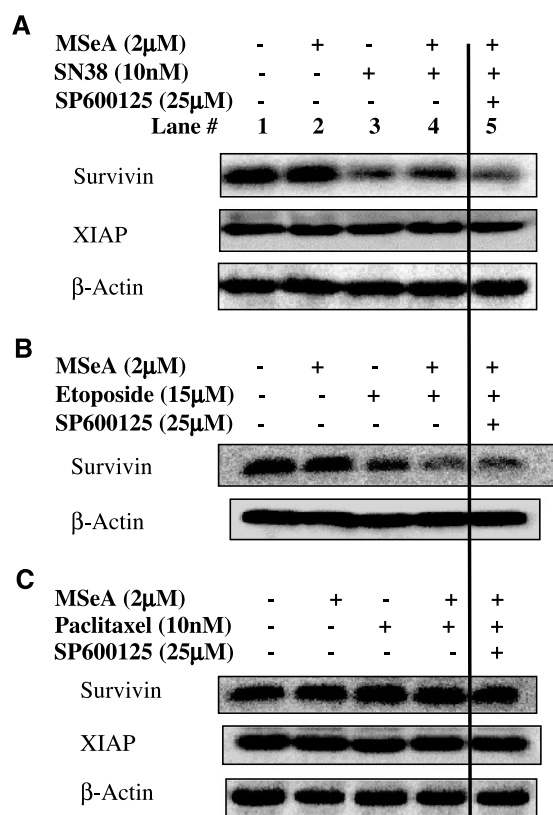 A
MSeA (2μM) - + - + +
SN38 (10nM) - - + + +
SP600125 (25μM) - - - - +
Lane # 1 2 3 4 5
Survivin
XIAP
β-Actin
B
MSeA (2μM) - + - + +
Etoposide (15μM) - - + + +
SP600125 (25μM) - - - - +
Survivin
β-Actin
C
MSeA (2μM) - + - + +
Paclitaxel (10nM) - - + + +
SP600125 (25μM) - - - - +
Survivin
XIAP
β-Actin